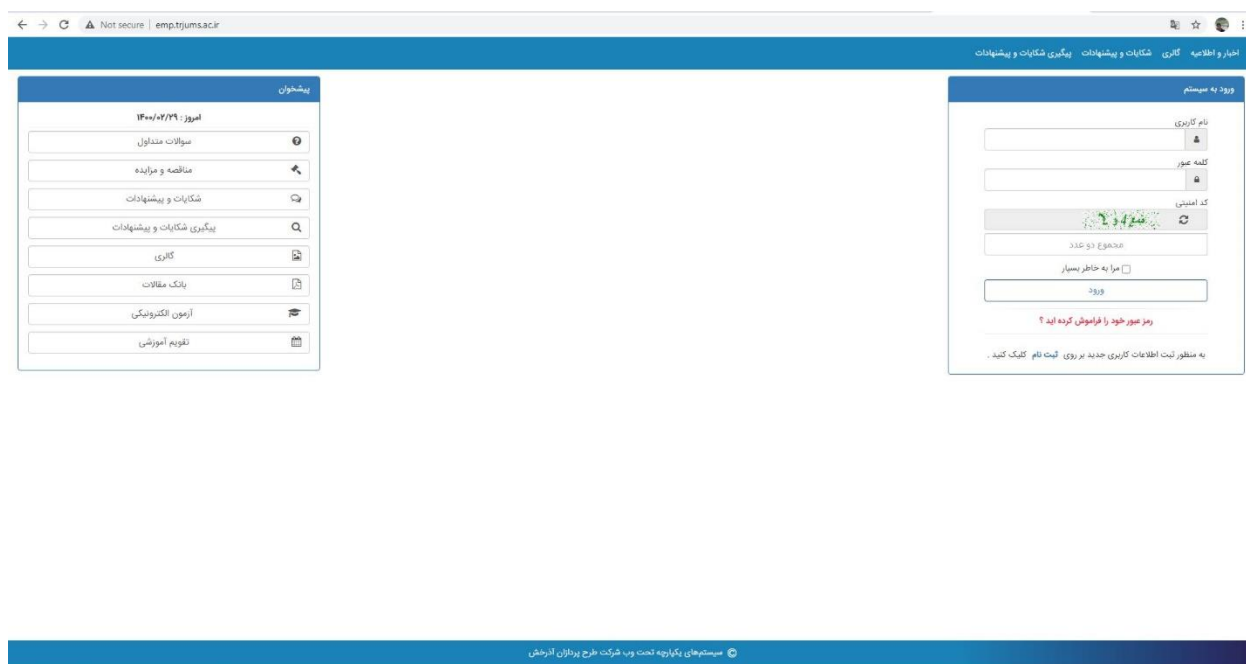 Not secure | emp.trjums.ac.ir
اخبار و اطلاعیه گالری شکایات و پیشنهادات پیگیری شکایات و پیشنهادات
ورود به سیستم
نام کاربری
کلمه عبور
کد امنیتی
مجموع دو عدد
مرا به خاطر بسپار
ورود
رمز عبور خود را فراموش کرده اید ؟
به منظور ثبت اطلاعات کاربری جدید بر روی ثبت نام کلیک کنید .
پیشخوان
امروز : ۱۴۰۰/۰۲/۲۹
سوالات متداول
مناقصه و مزایده
شکایات و پیشنهادات
پیگیری شکایات و پیشنهادات
گالری
بانک مقالات
آزمون الکترونیکی
تقویم آموزشی
© سیستم‌های یکپارچه تحت وب شرکت طرح پردازان آذرخش